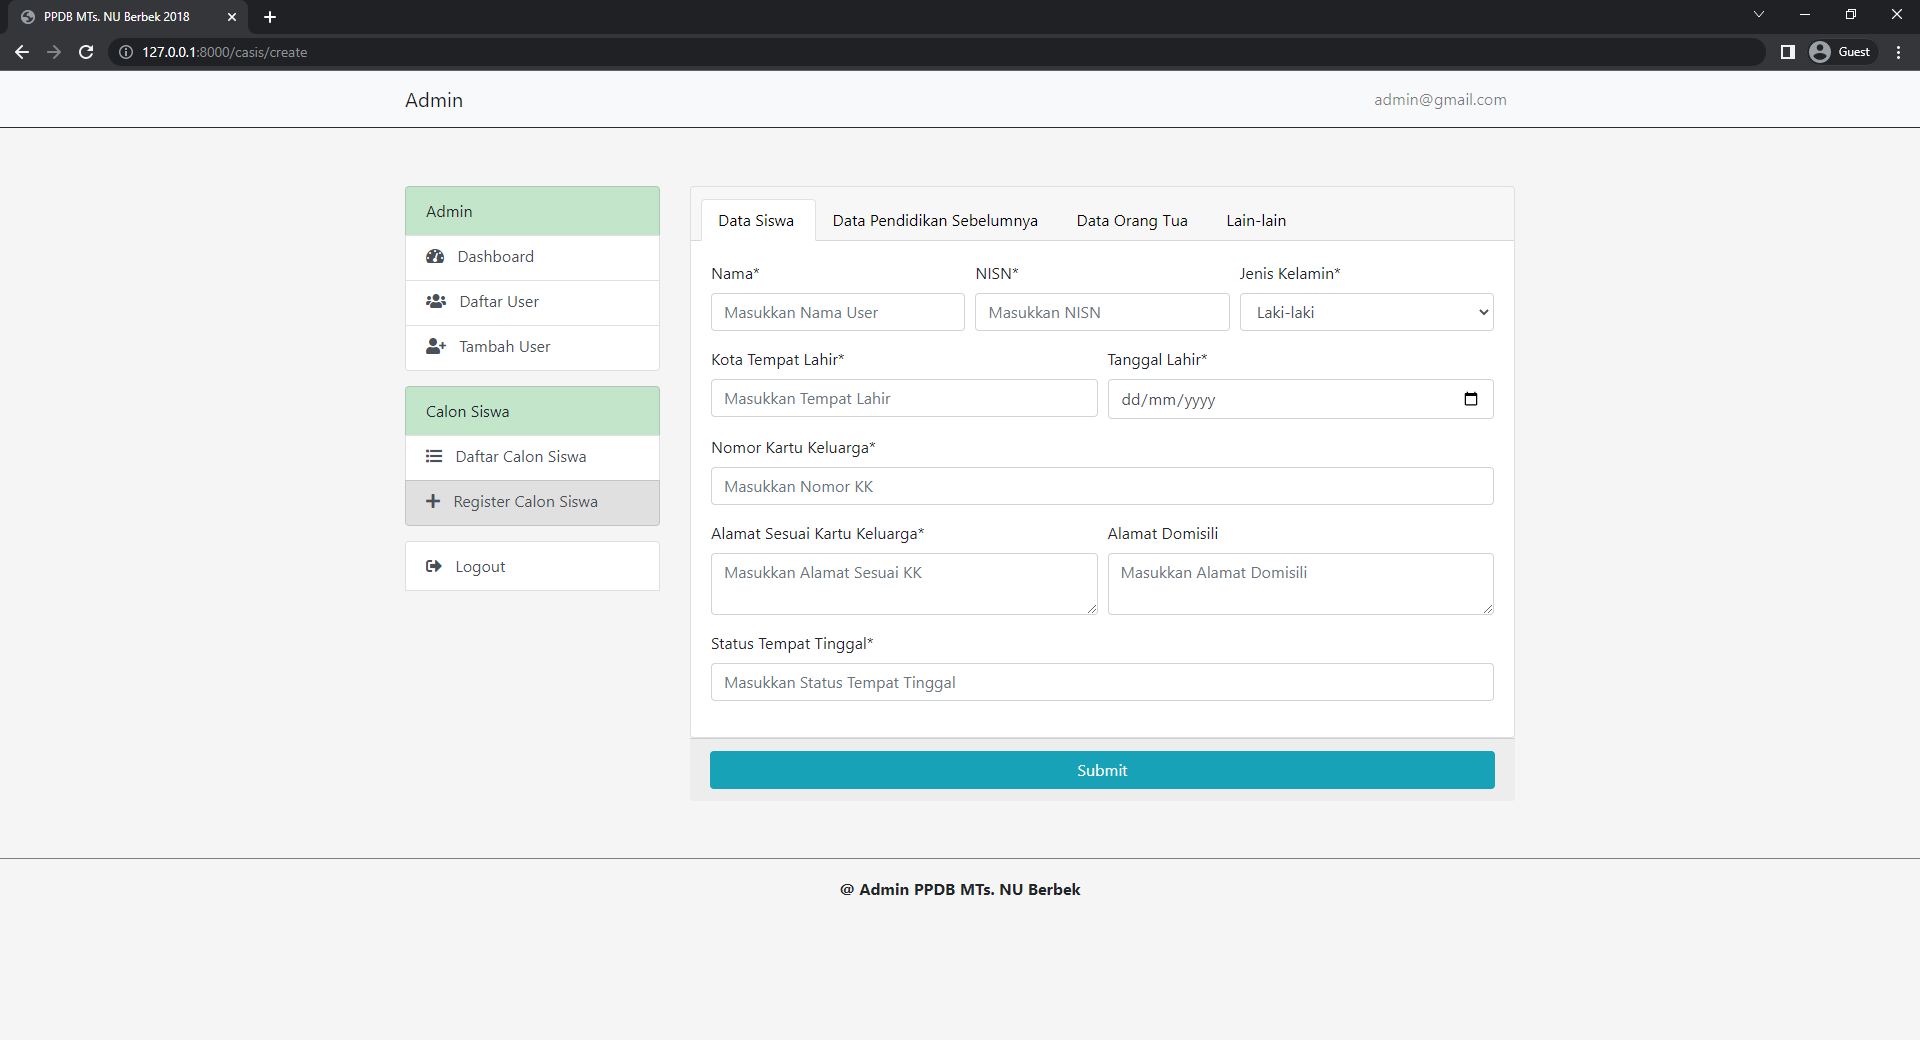 PPDB MTs. NU Berbek 2018
127.0.0.1:8000/casis/create
Guest
Admin
admin@gmail.com
Admin
Dashboard
Daftar User
Tambah User
Calon Siswa
Daftar Calon Siswa
Register Calon Siswa
Logout
Data Siswa Data Pendidikan Sebelumnya Data Orang Tua Lain-lain
Nama* NISN* Jenis Kelamin*
Masukkan Nama User Masukkan NISN Laki-laki
Kota Tempat Lahir* Tanggal Lahir*
Masukkan Tempat Lahir dd/mm/yyyy
Nomor Kartu Keluarga*
Masukkan Nomor KK
Alamat Sesuai Kartu Keluarga* Alamat Domisili
Masukkan Alamat Sesuai KK Masukkan Alamat Domisili
Status Tempat Tinggal*
Masukkan Status Tempat Tinggal
Submit
@ Admin PPDB MTs. NU Berbek